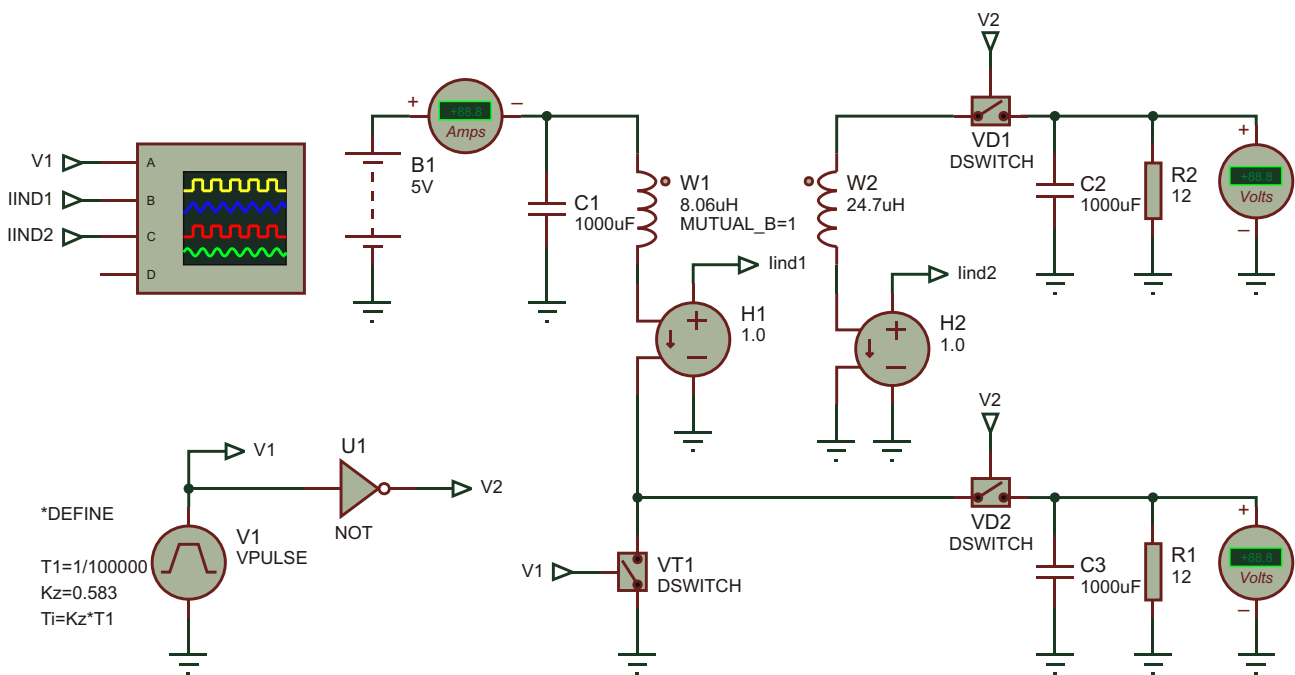 V1
IIND1
IIND2
A
B
C
D
+
−
+88.8
Amps
B1
5V
C1
1000uF
W1
8.06uH
MUTUAL_B=1
W2
24.7uH
V2
VD1
DSWITCH
C2
1000uF
R2
12
+
+88.8
Volts
−
Iind1
H1
1.0
+
−
Iind2
H2
1.0
+
−
V1
U1
NOT
V2
*DEFINE
T1=1/100000
Kz=0.583
Ti=Kz*T1
V1
VPULSE
V1
VT1
DSWITCH
V2
VD2
DSWITCH
C3
1000uF
R1
12
+
+88.8
Volts
−